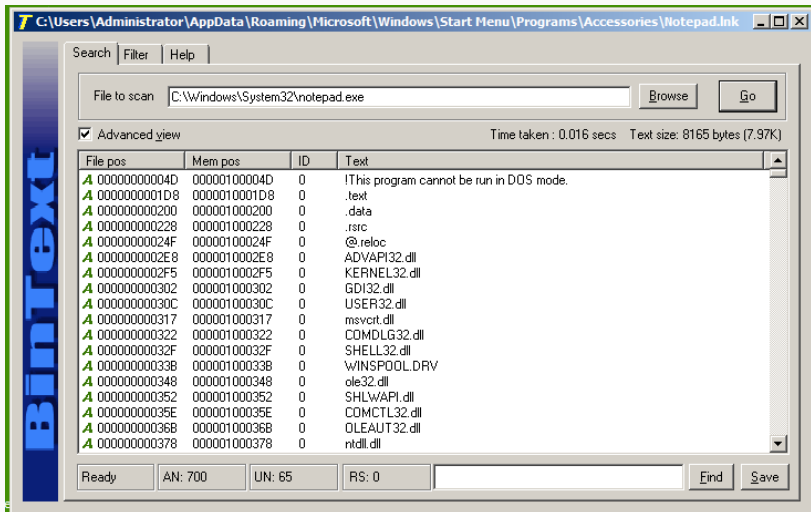 T C:\Users\Administrator\AppData\Roaming\Microsoft\Windows\Start Menu\Programs\Accessories\Notepad.lnk
Search Filter Help
File to scan C:\Windows\System32\notepad.exe Browse Go
Advanced view Time taken : 0.016 secs Text size: 8165 bytes (7.97K)
File pos Mem pos ID Text
A 00000000004D 00000100004D 0 !This program cannot be run in DOS mode.
A 0000000001D8 0000010001D8 0 .text
A 000000000200 000001000200 0 .data
A 000000000228 000001000228 0 .rsrc
A 00000000024F 00000100024F 0 @.reloc
A 0000000002E8 0000010002E8 0 ADVAPI32.dll
A 0000000002F5 0000010002F5 0 KERNEL32.dll
A 000000000302 000001000302 0 GDI32.dll
A 00000000030C 00000100030C 0 USER32.dll
A 000000000317 000001000317 0 msvcrt.dll
A 000000000322 000001000322 0 COMDLG32.dll
A 00000000032F 00000100032F 0 SHELL32.dll
A 00000000033B 00000100033B 0 WINSPOOL.DRV
A 000000000348 000001000348 0 ole32.dll
A 000000000352 000001000352 0 SHLWAPI.dll
A 00000000035E 00000100035E 0 COMCTL32.dll
A 00000000036B 00000100036B 0 OLEAUT32.dll
A 000000000378 000001000378 0 ntdll.dll
Ready AN: 700 UN: 65 RS: 0 Find Save
BinText